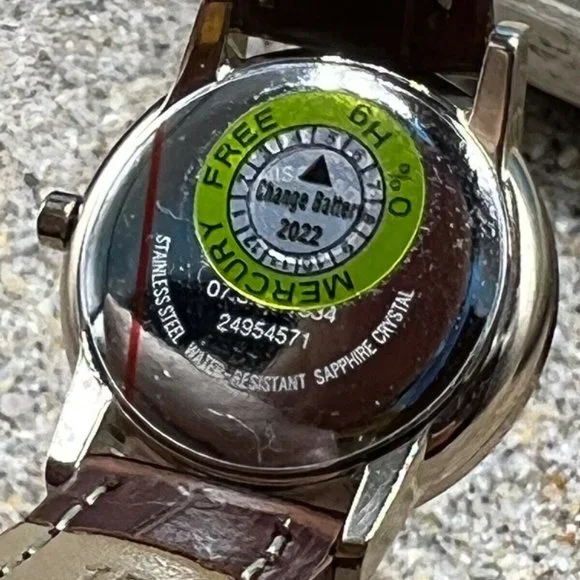 MERCURY FREE
0% Hg
Change Battery
2022
24954571
STAINLESS STEEL WATER-RESISTANT SAPPHIRE CRYSTAL